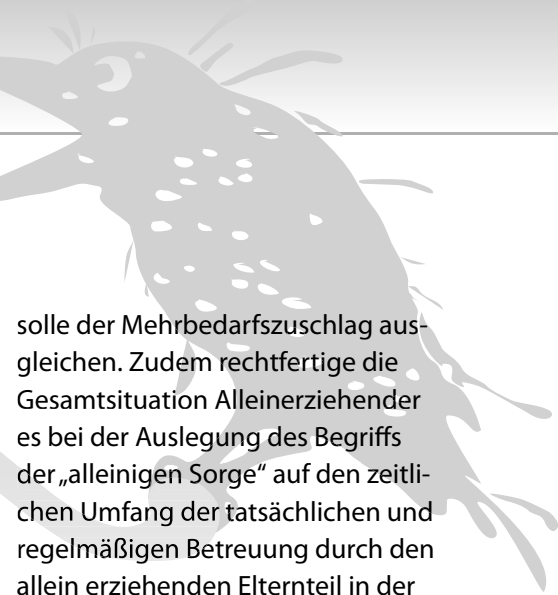 solle der Mehrbedarfszuschlag aus-
gleichen. Zudem rechtfertige die
Gesamtsituation Alleinerziehender
es bei der Auslegung des Begriffs
der „alleinigen Sorge“ auf den zeitli-
chen Umfang der tatsächlichen und
regelmäßigen Betreuung durch den
allein erziehenden Elternteil in der